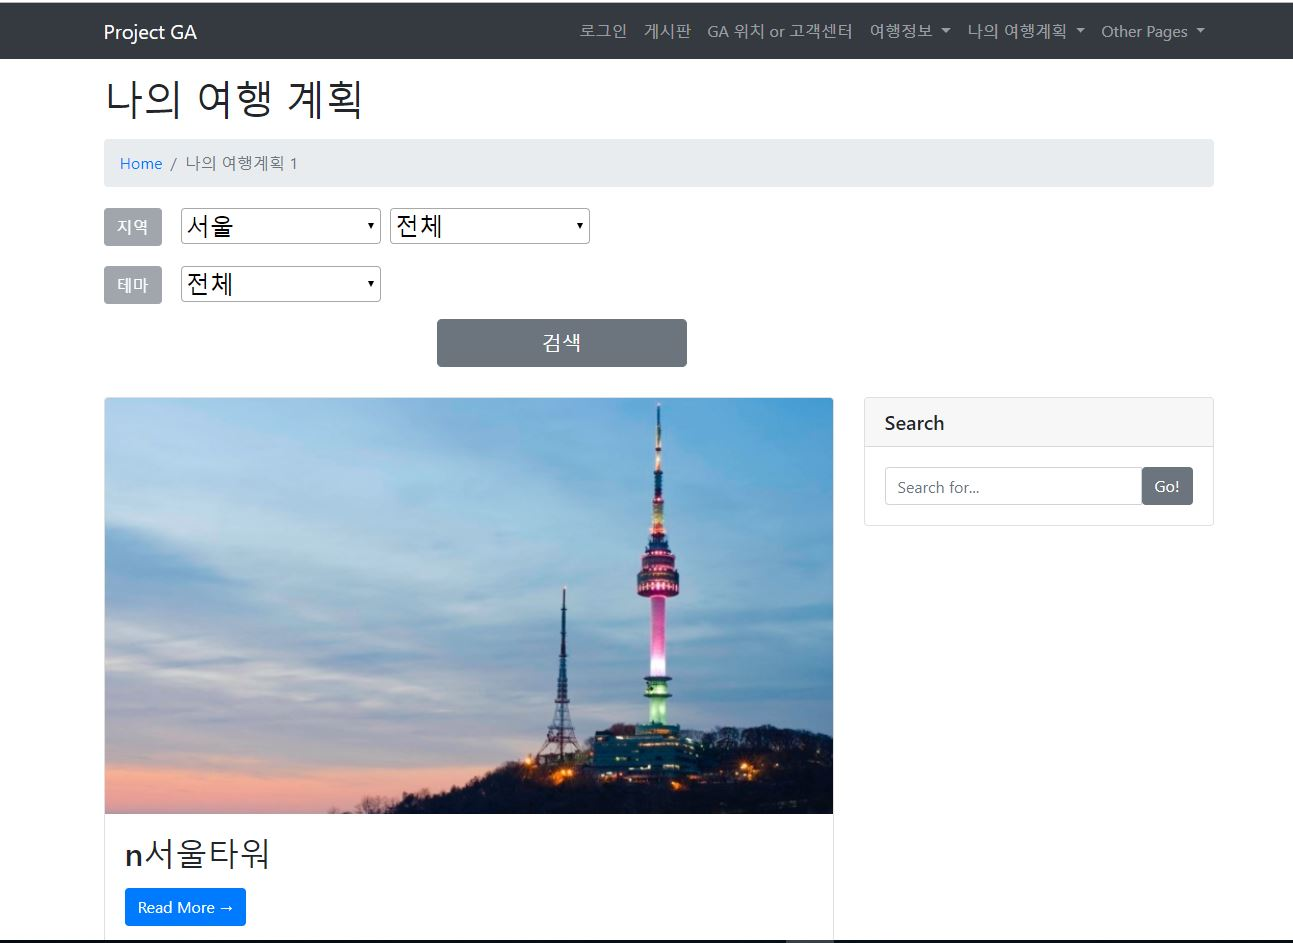 Project GA 로그인 게시판 GA 위치 or 고객센터 여행정보 나의 여행계획 Other Pages
나의 여행 계획
Home / 나의 여행계획 1
지역 서울 전체
테마 전체
검색
Search
Search for...
Go!
n서울타워
Read More →